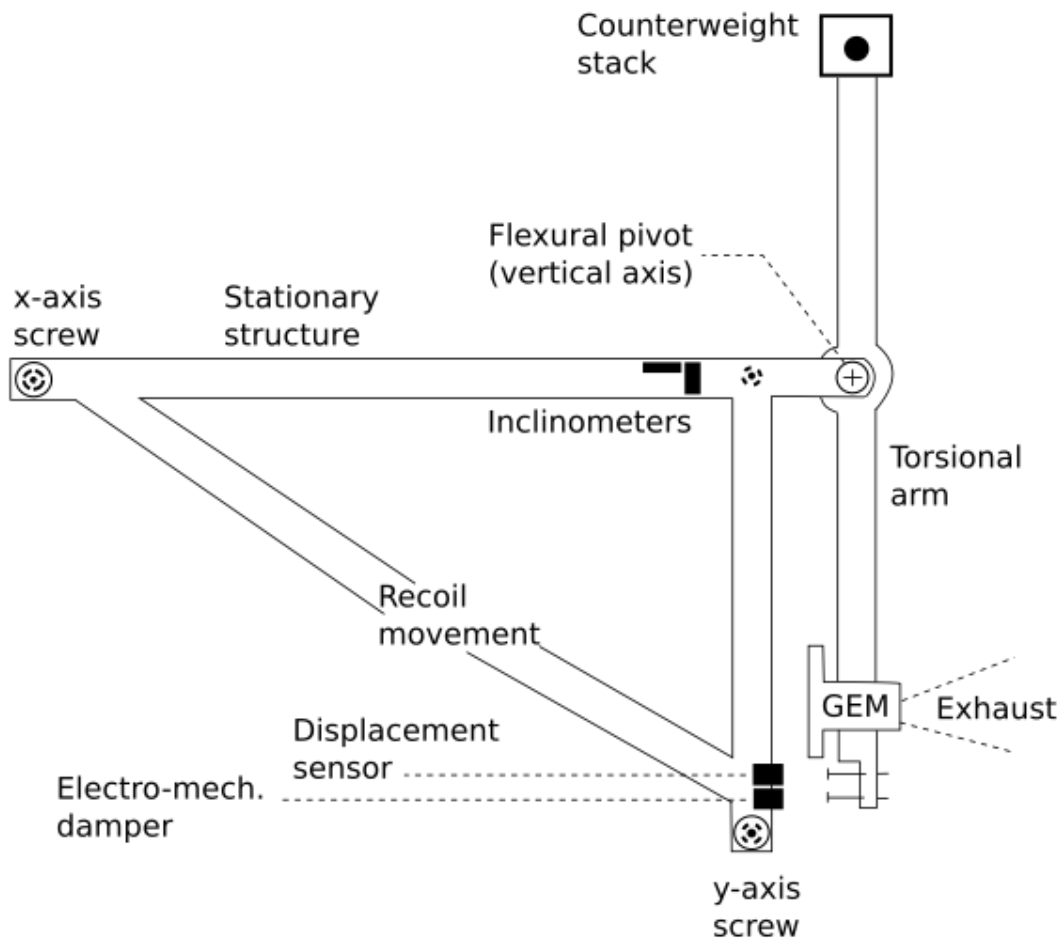 Counterweight
stack
Flexural pivot
(vertical axis)
x-axis
screw
Stationary
structure
Inclinometers
Torsional
arm
Recoil
movement
GEM
Exhaust
Displacement
sensor
Electro-mech.
damper
y-axis
screw